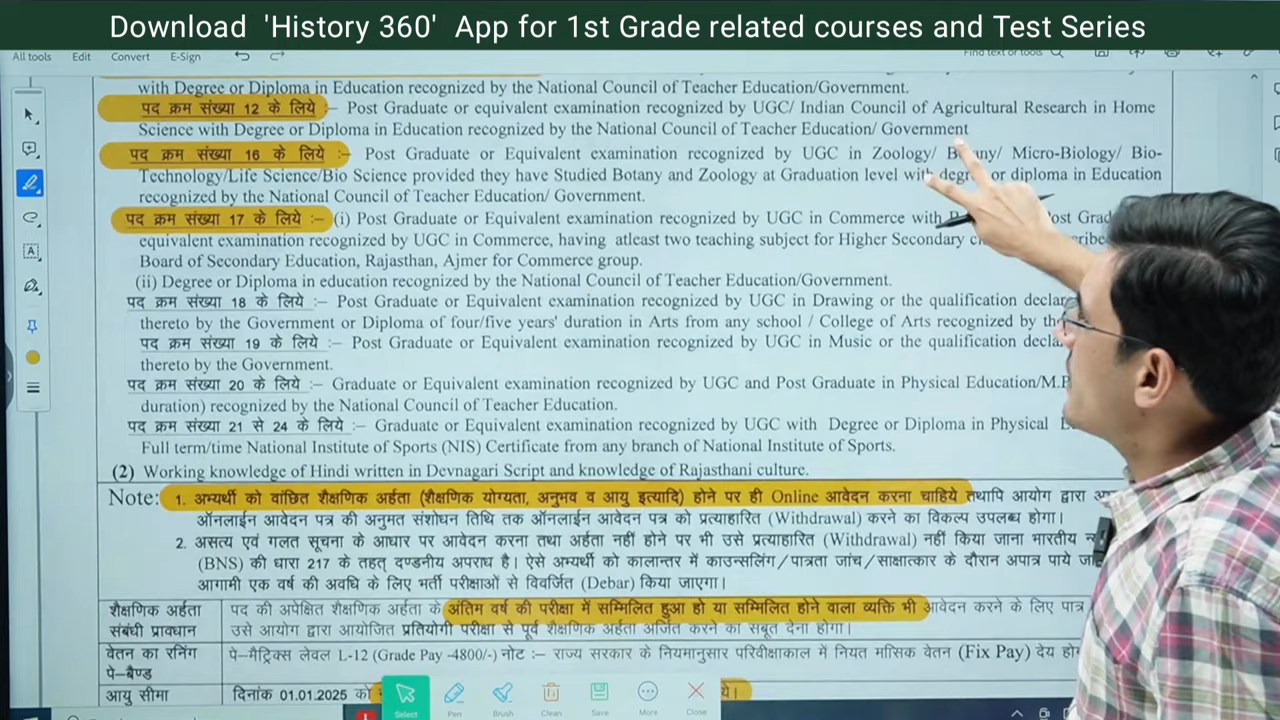 Download 'History 360' App for 1st Grade related courses and Test Series
All tools Edit Convert E-Sign Find text or tools
with Degree or Diploma in Education recognized by the National Council of Teacher Education/Government.
पद क्रम संख्या 12 के लिये :– Post Graduate or equivalent examination recognized by UGC/ Indian Council of Agricultural Research in Home
Science with Degree or Diploma in Education recognized by the National Council of Teacher Education/ Government
पद क्रम संख्या 16 के लिये :– Post Graduate or Equivalent examination recognized by UGC in Zoology/ Botany/ Micro-Biology/ Bio-
Technology/Life Science/Bio Science provided they have Studied Botany and Zoology at Graduation level with degree or diploma in Education
recognized by the National Council of Teacher Education/ Government.
पद क्रम संख्या 17 के लिये :– (i) Post Graduate or Equivalent examination recognized by UGC in Commerce with
equivalent examination recognized by UGC in Commerce, having atleast two teaching subject for Higher Secondary
Board of Secondary Education, Rajasthan, Ajmer for Commerce group.
(ii) Degree or Diploma in education recognized by the National Council of Teacher Education/Government.
पद क्रम संख्या 18 के लिये :– Post Graduate or Equivalent examination recognized by UGC in Drawing or the qualification
thereto by the Government or Diploma of four/five years' duration in Arts from any school / College of Arts recognized by
पद क्रम संख्या 19 के लिये :– Post Graduate or Equivalent examination recognized by UGC in Music or the qualification
thereto by the Government.
पद क्रम संख्या 20 के लिये :– Graduate or Equivalent examination recognized by UGC and Post Graduate in Physical Education/M.P
duration) recognized by the National Council of Teacher Education.
पद क्रम संख्या 21 से 24 के लिये :– Graduate or Equivalent examination recognized by UGC with Degree or Diploma in Physical
Full term/time National Institute of Sports (NIS) Certificate from any branch of National Institute of Sports.
(2) Working knowledge of Hindi written in Devnagari Script and knowledge of Rajasthani culture.
Note: 1. अभ्यर्थी को वांछित शैक्षणिक अर्हता (शैक्षणिक योग्यता, अनुभव व आयु इत्यादि) होने पर ही Online आवेदन करना चाहिये तथापि आयोग द्वारा
ऑनलाईन आवेदन पत्र की अनुमत संशोधन तिथि तक ऑनलाईन आवेदन पत्र को प्रत्याहारित (Withdrawal) करने का विकल्प उपलब्ध होगा।
2. असत्य एवं गलत सूचना के आधार पर आवेदन करना तथा अर्हता नहीं होने पर भी उसे प्रत्याहारित (Withdrawal) नहीं किया जाना भारतीय
(BNS) की धारा 217 के तहत् दण्डनीय अपराध है। ऐसे अभ्यर्थी को कालान्तर में काउन्सलिंग/पात्रता जांच/साक्षात्कार के दौरान अपात्र पाये
आगामी एक वर्ष की अवधि के लिए भर्ती परीक्षाओं से विवर्जित (Debar) किया जाएगा।
शैक्षणिक अर्हता पद की अपेक्षित शैक्षणिक अर्हता के अंतिम वर्ष की परीक्षा में सम्मिलित हुआ हो या सम्मिलित होने वाला व्यक्ति भी आवेदन करने के लिए पात्र
संबंधी प्रावधान उसे आयोग द्वारा आयोजित प्रतियोगी परीक्षा से पूर्व शैक्षणिक अर्हता अर्जित करने का सबूत देना होगा।
वेतन का रनिंग पे–मैट्रिक्स लेवल L-12 (Grade Pay -4800/-) नोट :– राज्य सरकार के नियमानुसार परिवीक्षाकाल में नियत मासिक वेतन (Fix Pay) देय
पे–बैण्ड
आयु सीमा दिनांक 01.01.2025 को
Select Pen Brush Clean Save More Close